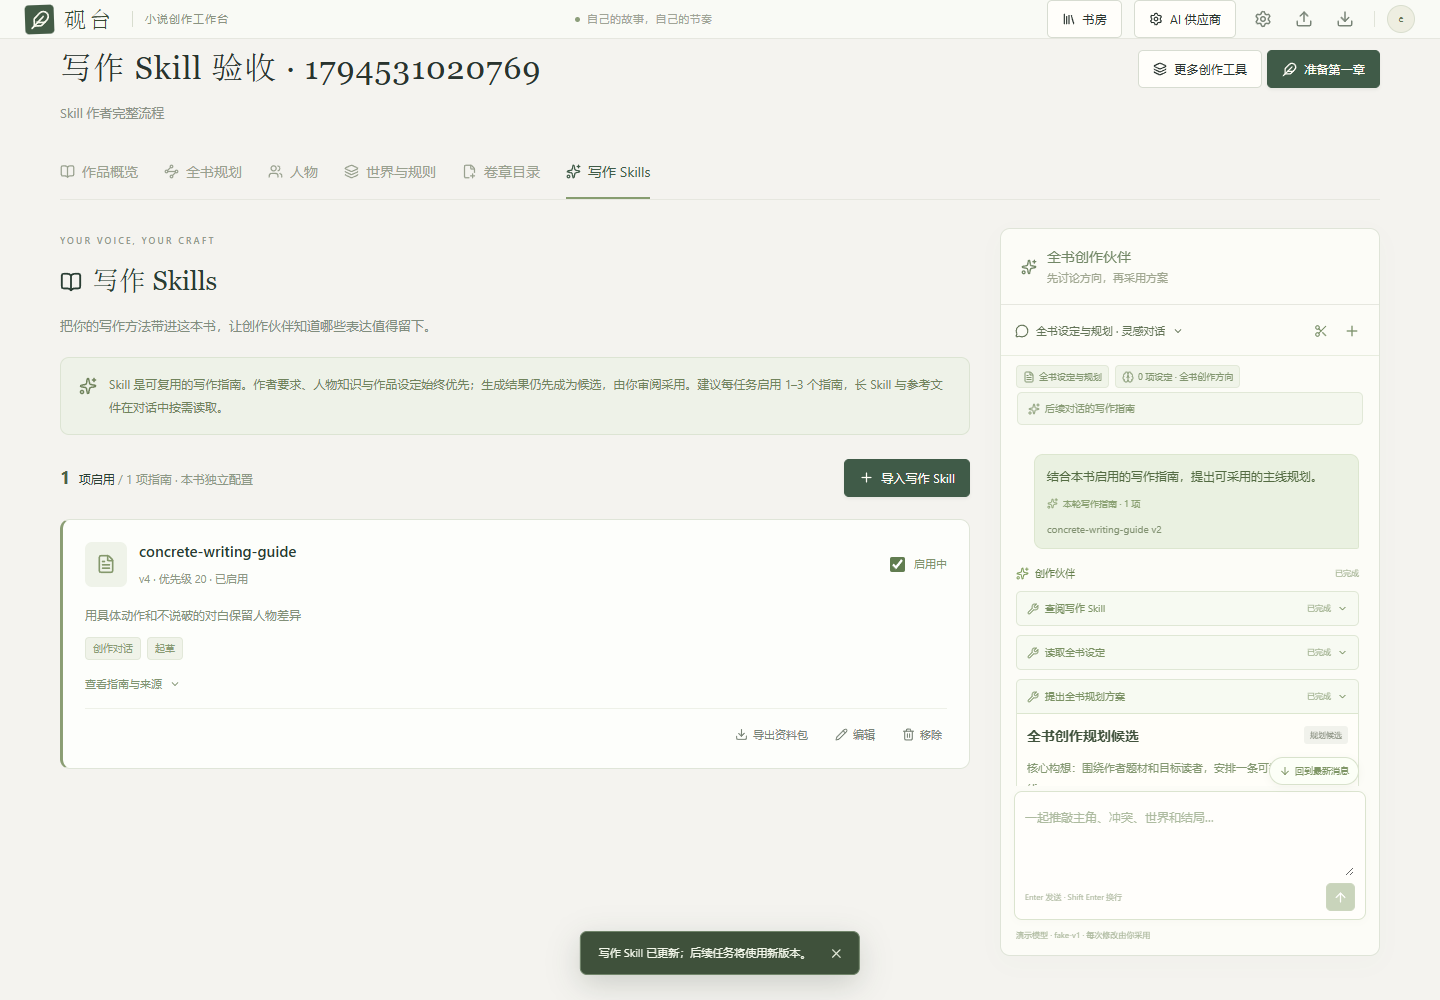 砚台
小说创作工作台
自己的故事，自己的节奏
书房
AI 供应商
c
写作 Skill 验收 · 1794531020769
更多创作工具
准备第一章
Skill 作者完整流程
作品概览
全书规划
人物
世界与规则
卷章目录
写作 Skills
YOUR VOICE, YOUR CRAFT
写作 Skills
把你的写作方法带进这本书，让创作伙伴知道哪些表达值得留下。
Skill 是可复用的写作指南。作者要求、人物知识与作品设定始终优先；生成结果仍先成为候选，由你审阅采用。建议每任务启用 1–3 个指南，长 Skill 与参考文
件在对话中按需读取。
1 项启用 / 1 项指南 · 本书独立配置
导入写作 Skill
concrete-writing-guide
v4 · 优先级 20 · 已启用
启用中
用具体动作和不说破的对白保留人物差异
创作对话
起草
查看指南与来源
导出资料包
编辑
移除
全书创作伙伴
先讨论方向，再采用方案
全书设定与规划 · 灵感对话
全书设定与规划
0 项设定 · 全书创作方向
后续对话的写作指南
结合本书启用的写作指南，提出可采用的主线规划。
本轮写作指南 · 1 项
concrete-writing-guide v2
创作伙伴
已完成
查阅写作 Skill
已完成
读取全书设定
已完成
提出全书规划方案
已完成
全书创作规划候选
规划候选
核心构想：围绕作者题材和目标读者，安排一条可
回到最新消息
一起推敲主角、冲突、世界和结局...
Enter 发送 · Shift Enter 换行
演示模型 · fake-v1 · 每次修改由你采用
写作 Skill 已更新；后续任务将使用新版本。